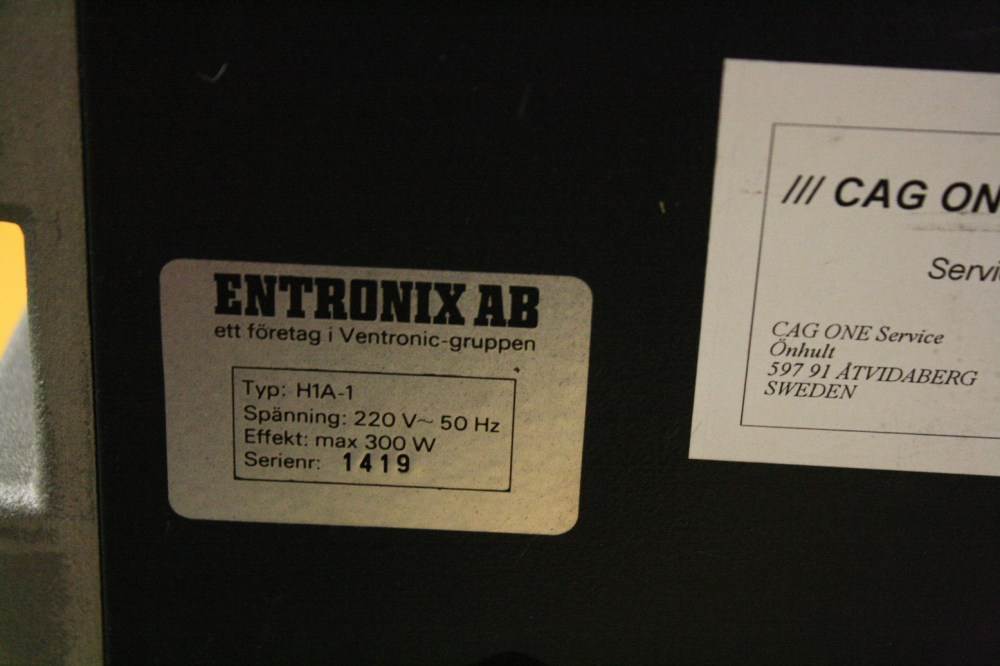 ENTRONIX AB
ett företag i Ventronic-gruppen
Typ: H1A-1
Spänning: 220 V~ 50 Hz
Effekt: max 300 W
Serienr: 1419
/// CAG ON
Servi
CAG ONE Service
Önhult
597 91 ÅTVIDABERG
SWEDEN